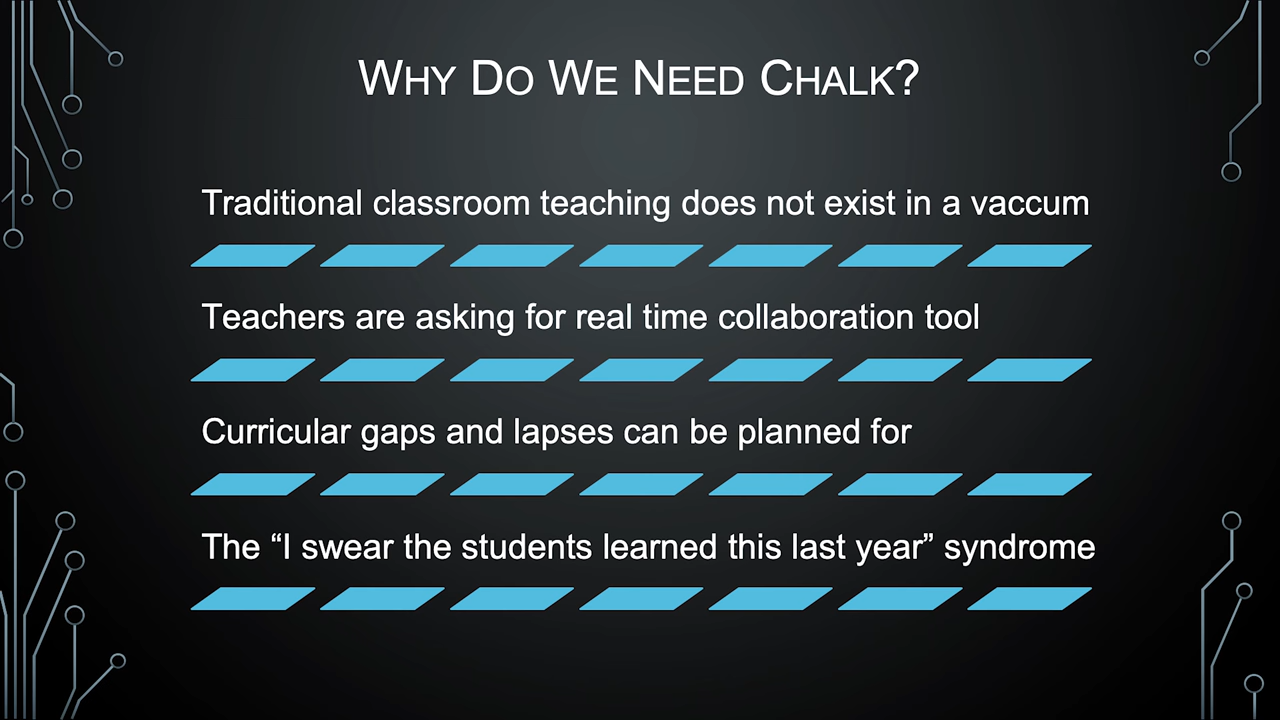 WHY DO WE NEED CHALK?
Traditional classroom teaching does not exist in a vaccum
Teachers are asking for real time collaboration tool
Curricular gaps and lapses can be planned for
The “I swear the students learned this last year” syndrome